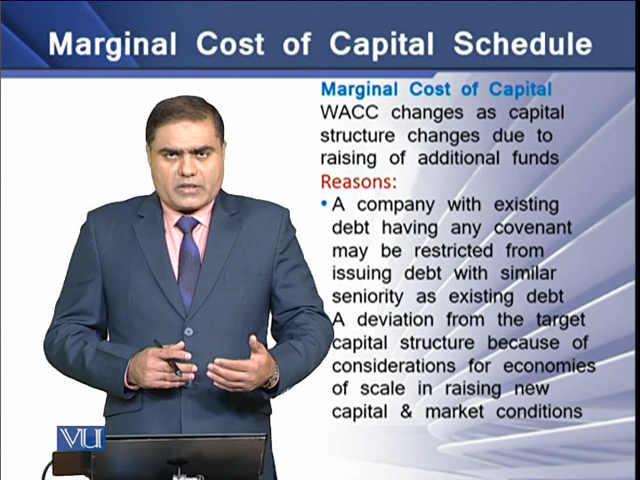 Marginal Cost of Capital Schedule
Marginal Cost of Capital
WACC changes as capital
structure changes due to
raising of additional funds
Reasons:
• A company with existing
debt having any covenant
may be restricted from
issuing debt with similar
seniority as existing debt
A deviation from the target
capital structure because of
considerations for economies
of scale in raising new
capital & market conditions
VU